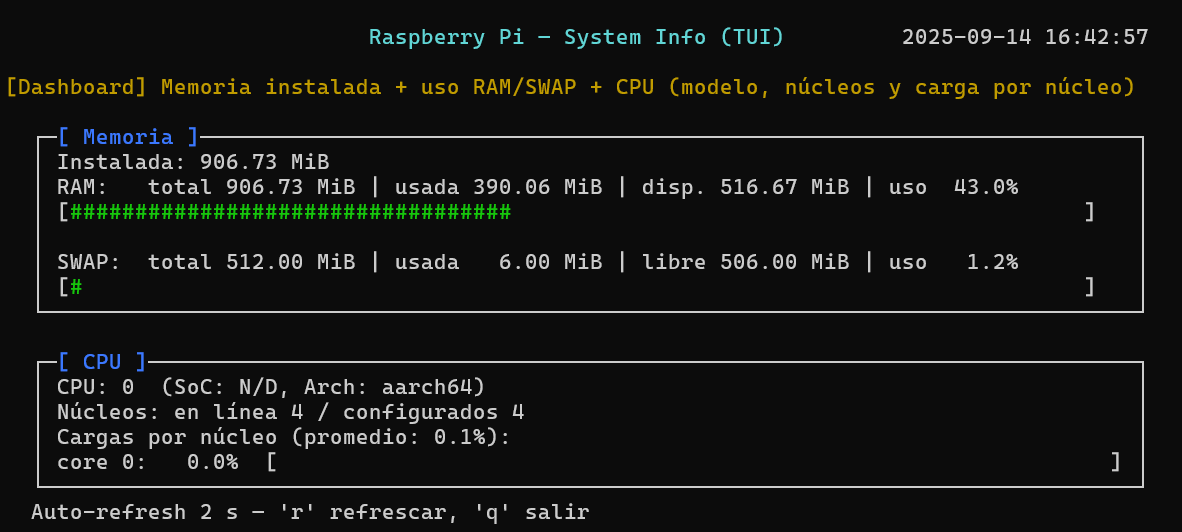 Raspberry Pi — System Info (TUI) 2025-09-14 16:42:57
[Dashboard] Memoria instalada + uso RAM/SWAP + CPU (modelo, núcleos y carga por núcleo)
[ Memoria ]
Instalada: 906.73 MiB
RAM:   total 906.73 MiB | usada 390.06 MiB | disp. 516.67 MiB | uso  43.0%
[##################################                                            ]
SWAP:  total 512.00 MiB | usada   6.00 MiB | libre 506.00 MiB | uso   1.2%
[#                                                                             ]
[ CPU ]
CPU: 0  (SoC: N/D, Arch: aarch64)
Núcleos: en línea 4 / configurados 4
Cargas por núcleo (promedio: 0.1%):
core 0:   0.0%  [                                                                ]
Auto-refresh 2 s — 'r' refrescar, 'q' salir